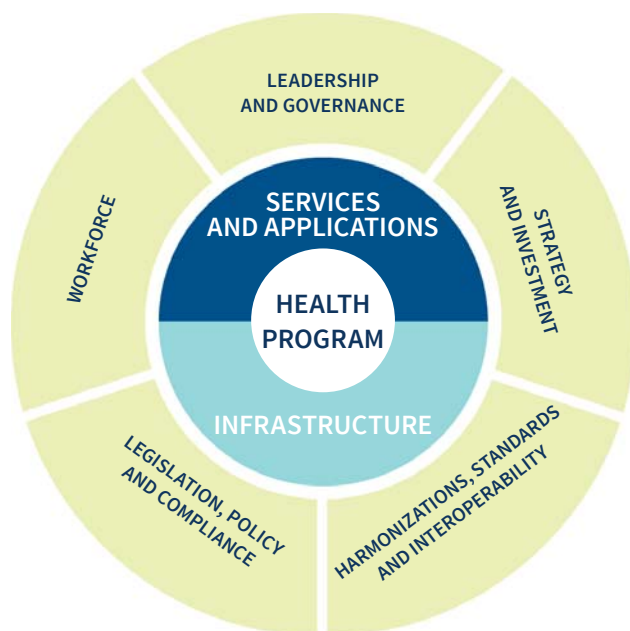 LEADERSHIP
AND GOVERNANCE
STRATEGY
AND INVESTMENT
HARMONIZATIONS, STANDARDS
AND INTEROPERABILITY
LEGISLATION, POLICY
AND COMPLIANCE
WORKFORCE
SERVICES
AND APPLICATIONS
HEALTH
PROGRAM
INFRASTRUCTURE